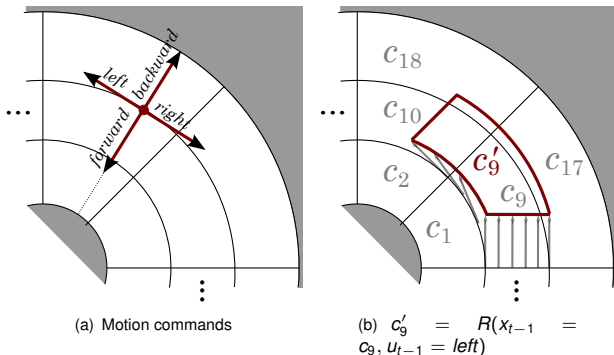 left
backward
right
forward
...
...
(a) Motion commands
c18
c10
c17
c'9
c2
c9
c1
...
...
(b) c'9 = R(xt−1 =
c9, ut−1 = left)